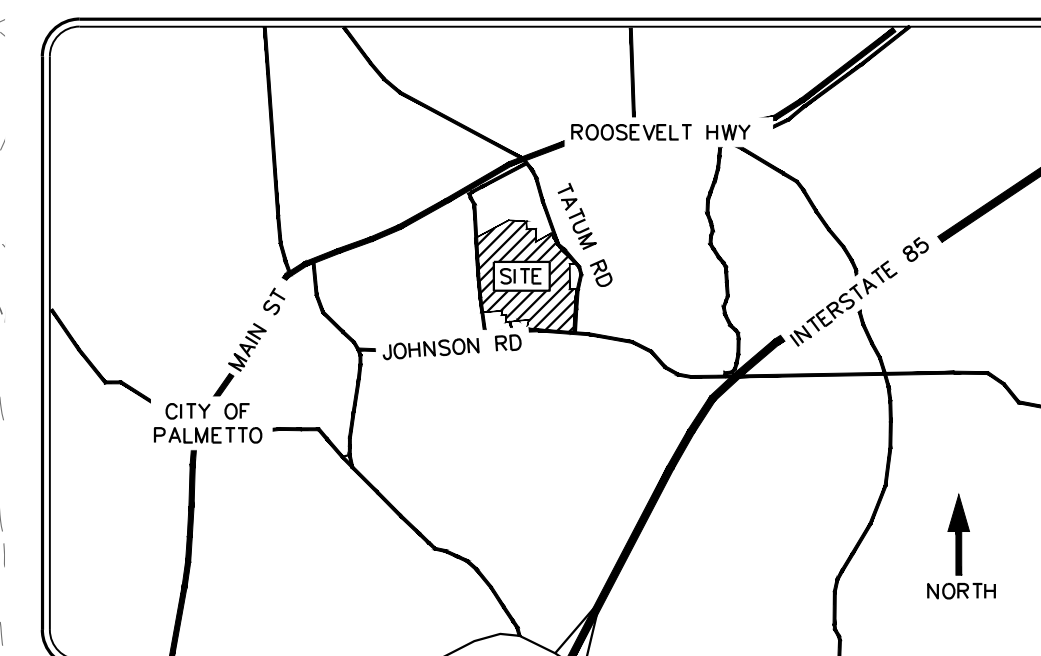 ROOSEVELT HWY
TATUM RD
INTERSTATE 85
SITE
MAIN ST
JOHNSON RD
CITY OF
PALMETTO
NORTH